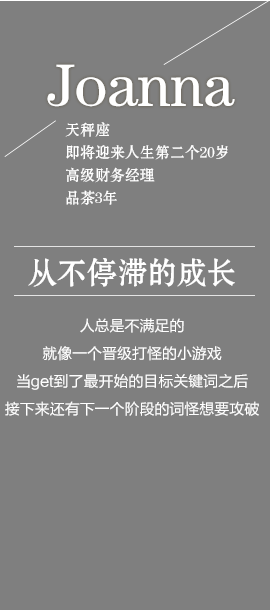 Joanna
天秤座
即将迎来人生第二个20岁
高级财务经理
品茶3年
从不停滞的成长
人总是不满足的
就像一个晋级打怪的小游戏
当get到了最开始的目标关键词之后
接下来还有下一个阶段的词怪想要攻破